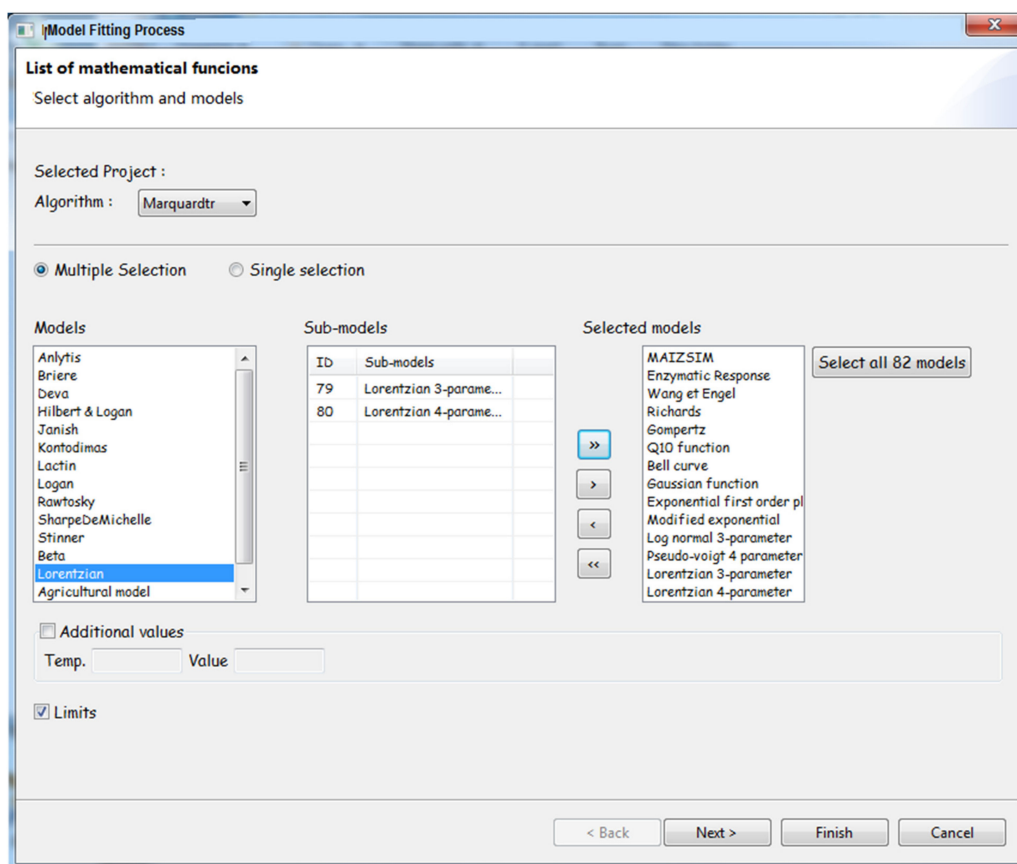 Model Fitting Process
List of mathematical funcions
Select algorithm and models
Selected Project :
Algorithm : Marquardtr
Multiple Selection Single selection
Models
Anlytis
Briere
Deva
Hilbert & Logan
Janish
Kontodimas
Lactin
Logan
Rawtosky
SharpeDeMichelle
Stinner
Beta
Lorentzian
Agricultural model
Sub-models
ID Sub-models
79 Lorentzian 3-parame...
80 Lorentzian 4-parame...
>>
>
<
<<
Selected models
MAIZSIM
Enzymatic Response
Wang et Engel
Richards
Gompertz
Q10 function
Bell curve
Gaussian function
Exponential first order pl
Modified exponential
Log normal 3-parameter
Pseudo-voigt 4 parameter
Lorentzian 3-parameter
Lorentzian 4-parameter
Select all 82 models
Additional values
Temp. Value
Limits
< Back Next > Finish Cancel